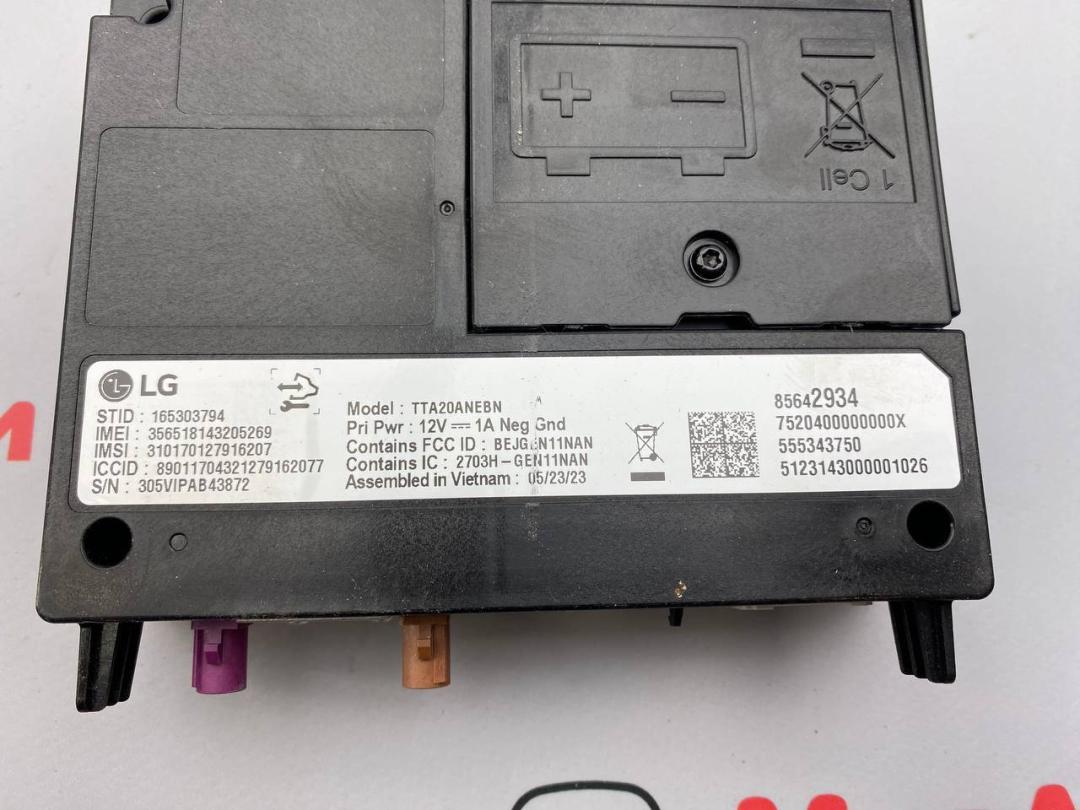 1 Cell
LG
STID : 165303794
IMEI : 356518143205269
IMSI : 310170127916207
ICCID : 89011704321279162077
S/N : 305VIPAB43872
Model : TTA20ANEBN
Pri Pwr : 12V ⎓ 1A Neg Gnd
Contains FCC ID : BEJGEN11NAN
Contains IC : 2703H-GEN11NAN
Assembled in Vietnam : 05/23/23
85642934
7520400000000X
555343750
5123143000001026